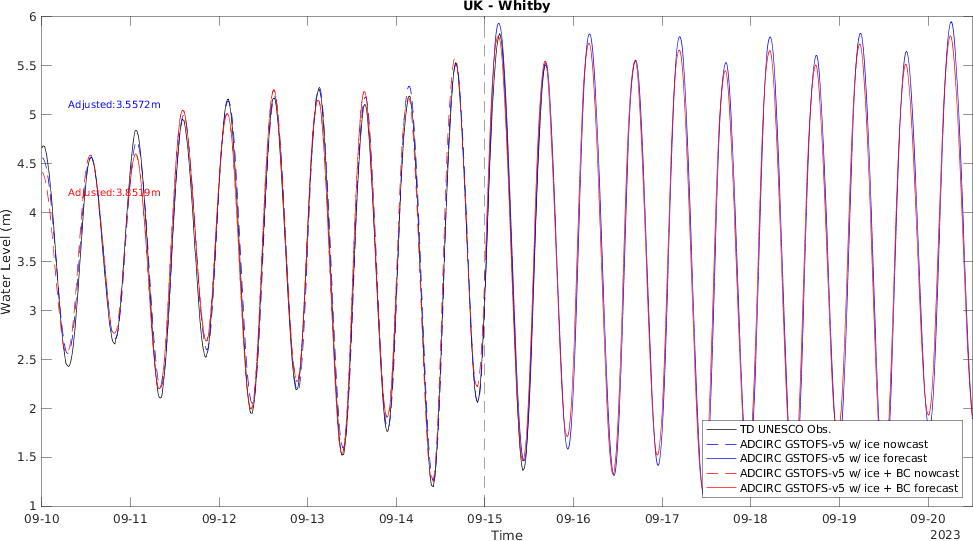 UK - Whitby
6
5.5
5
4.5
4
3.5
3
2.5
2
1.5
1
Water Level (m)
Adjusted:3.5572m
Adjusted:3.8519m
TD UNESCO Obs.
ADCIRC GSTOFS-v5 w/ ice nowcast
ADCIRC GSTOFS-v5 w/ ice forecast
ADCIRC GSTOFS-v5 w/ ice + BC nowcast
ADCIRC GSTOFS-v5 w/ ice + BC forecast
09-10 09-11 09-12 09-13 09-14 09-15 09-16 09-17 09-18 09-19 09-20
Time
2023